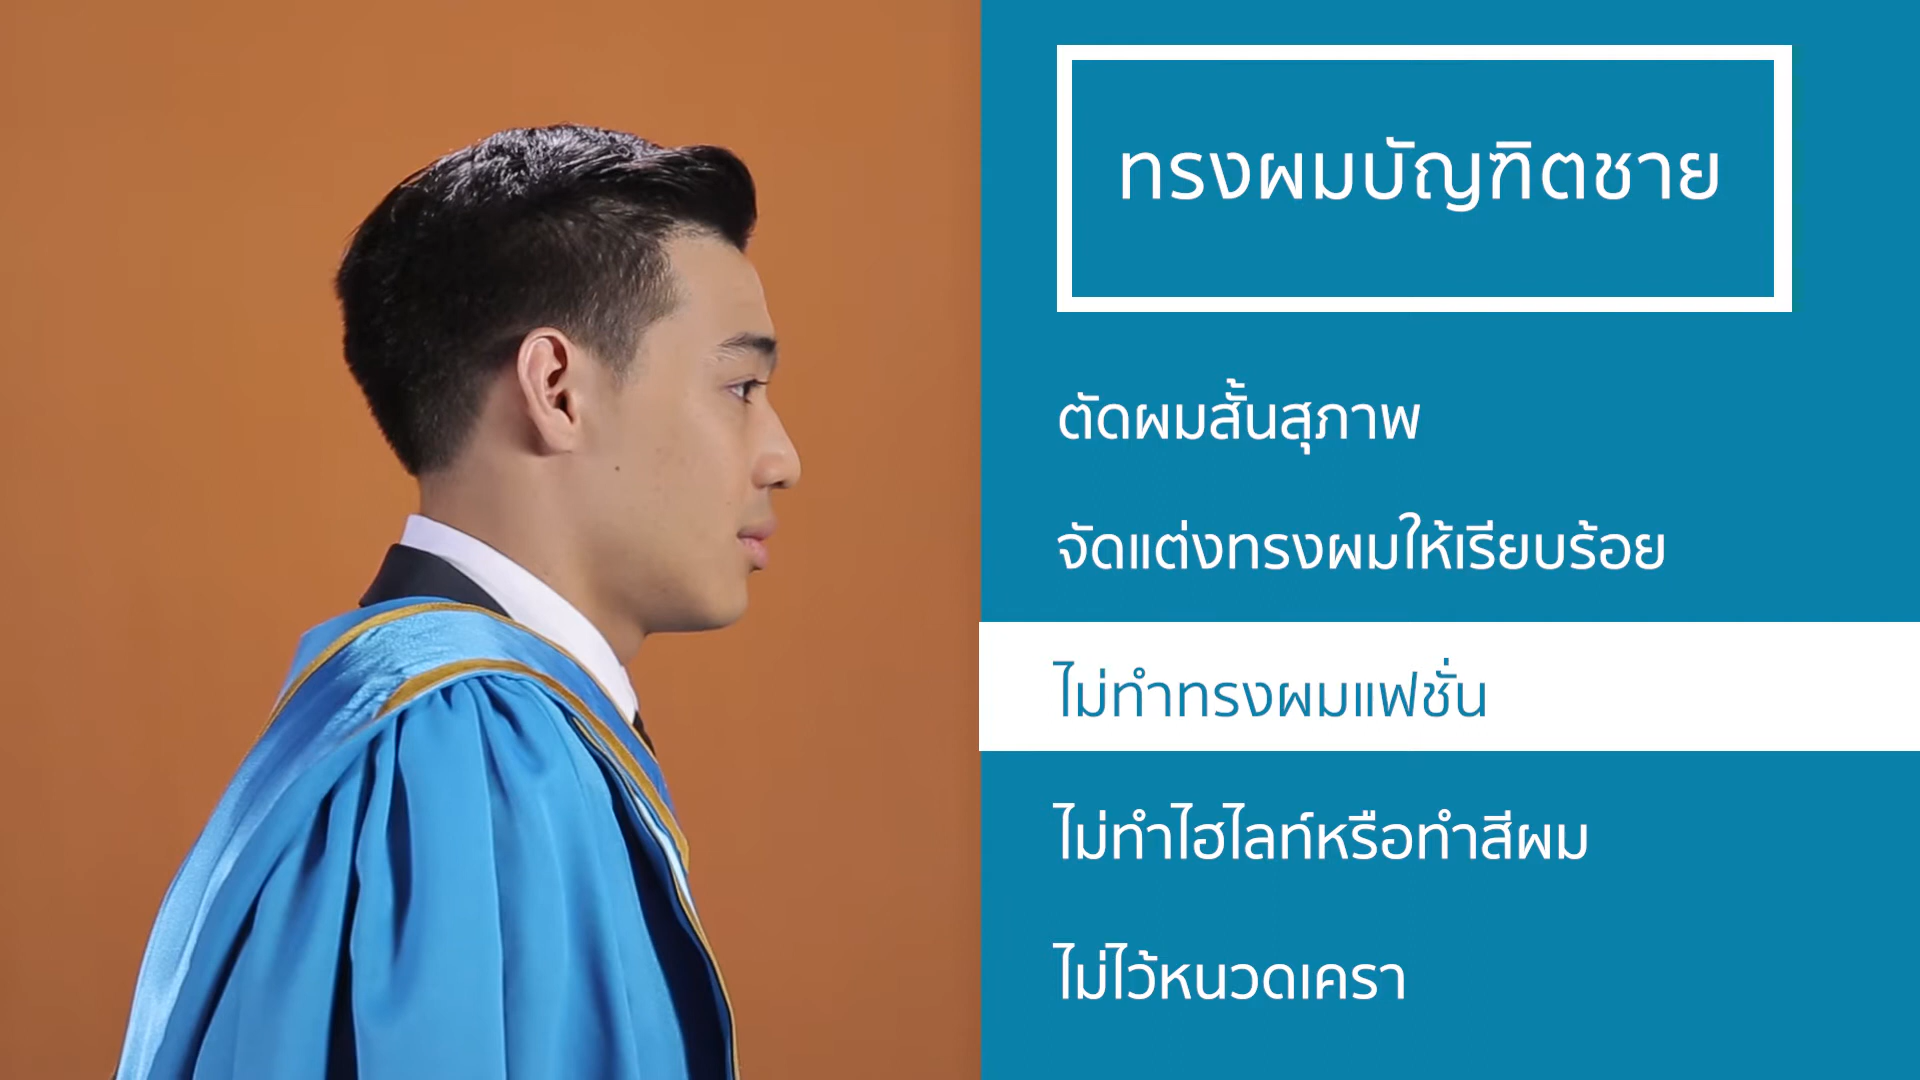 ทรงผมบัณฑิตชาย
ตัดผมสั้นสุภาพ
จัดแต่งทรงผมให้เรียบร้อย
ไม่ทำทรงผมแฟชั่น
ไม่ทำไฮไลท์หรือทำสีผม
ไม่ไว้หนวดเครา